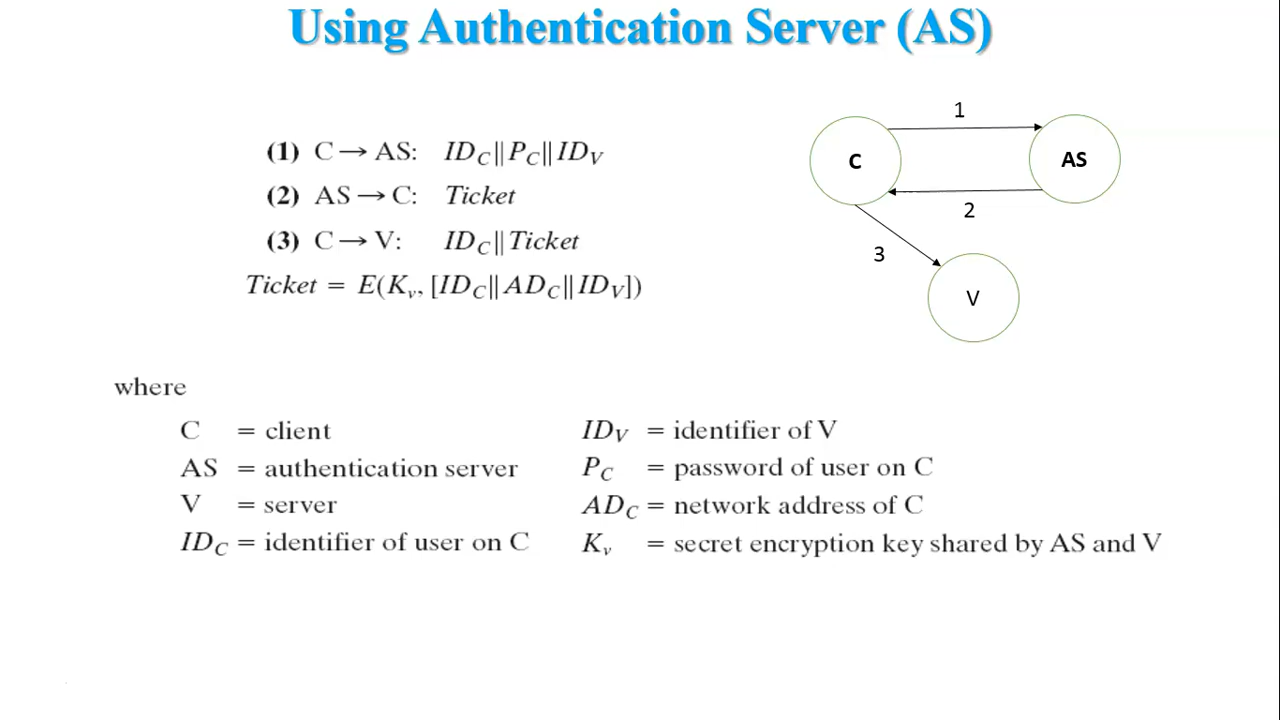 Using Authentication Server (AS)
(1) C → AS: ID_C || P_C || ID_V
(2) AS → C: Ticket
(3) C → V: ID_C || Ticket
Ticket = E(K_v, [ID_C || AD_C || ID_V])
1
C
AS
2
3
V
where
C = client
AS = authentication server
V = server
ID_C = identifier of user on C
ID_V = identifier of V
P_C = password of user on C
AD_C = network address of C
K_v = secret encryption key shared by AS and V